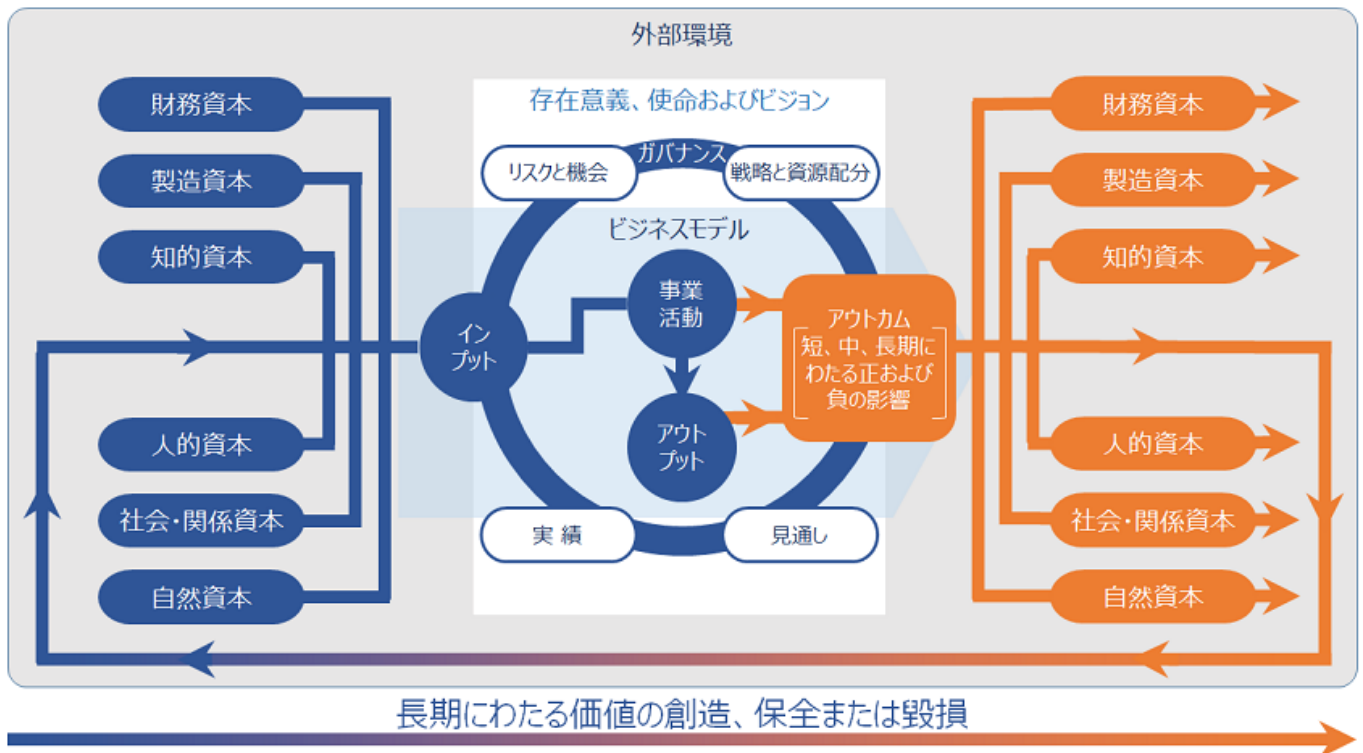 外部環境
財務資本
製造資本
知的資本
人的資本
社会・関係資本
自然資本
存在意義、使命およびビジョン
ガバナンス
リスクと機会
戦略と資源配分
ビジネスモデル
イン
プット
事業
活動
アウト
プット
アウトカム
短、中、長期に
わたる正および
負の影響
実 績
見通し
財務資本
製造資本
知的資本
人的資本
社会・関係資本
自然資本
長期にわたる価値の創造、保全または毀損